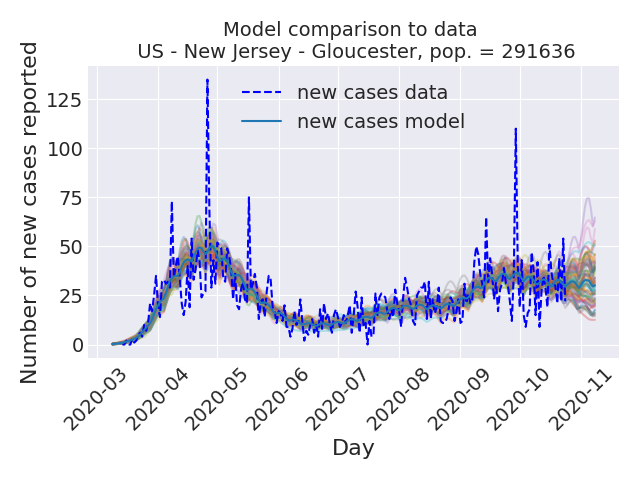 Model comparison to data
US - New Jersey - Gloucester, pop. = 291636
new cases data
new cases model
Number of new cases reported
125
100
75
50
25
0
2020-03
2020-04
2020-05
2020-06
2020-07
2020-08
2020-09
2020-10
2020-11
Day